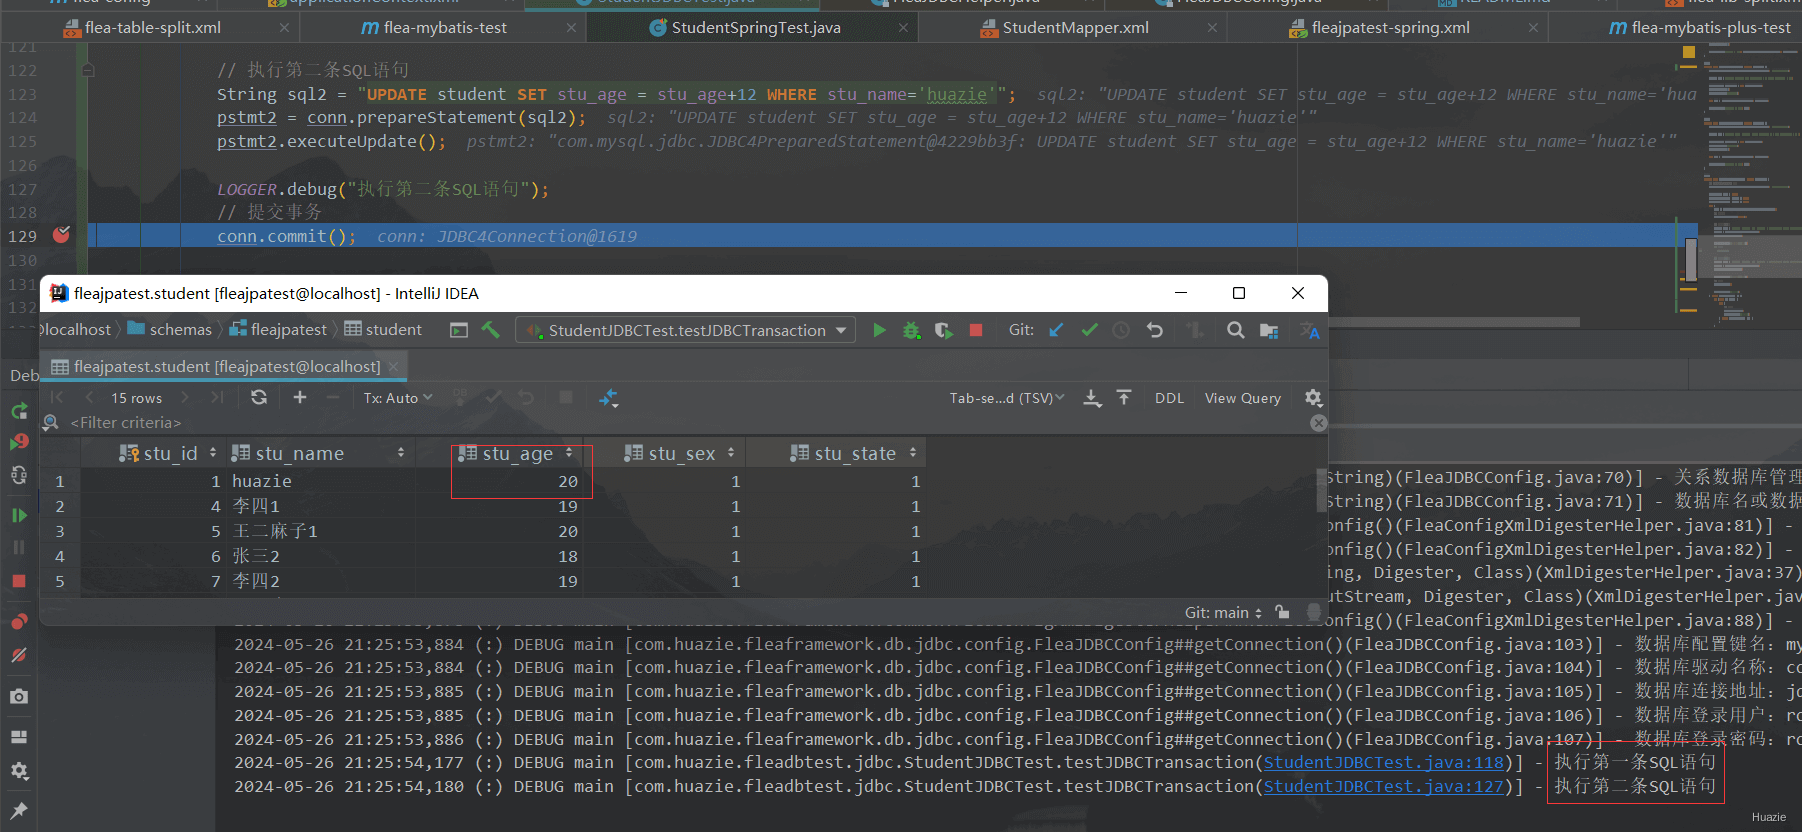 flea-config
applicationContext.xml
StudentJDBCTest.java
FleaJDBCHelper.java
FleaJDBCConfig.java
README.md
flea-table-split.xml
flea-mybatis-test
StudentSpringTest.java
StudentMapper.xml
fleajpatest-spring.xml
flea-mybatis-plus-test
121
122 // 执行第二条SQL语句
123 String sql2 = "UPDATE student SET stu_age = stu_age+12 WHERE stu_name='huazie'"; sql2: "UPDATE student SET stu_age = stu_age+12 WHERE stu_name='hua
124 pstmt2 = conn.prepareStatement(sql2); sql2: "UPDATE student SET stu_age = stu_age+12 WHERE stu_name='huazie'"
125 pstmt2.executeUpdate(); pstmt2: "com.mysql.jdbc.JDBC4PreparedStatement@4229bb3f: UPDATE student SET stu_age = stu_age+12 WHERE stu_name='huazie'"
126
127 LOGGER.debug("执行第二条SQL语句");
128 // 提交事务
129 conn.commit(); conn: JDBC4Connection@1619
130
131
132
fleajpatest.student [fleajpatest@localhost] - IntelliJ IDEA
localhost schemas fleajpatest student StudentJDBCTest.testJDBCTransaction Git:
Deb
fleajpatest.student [fleajpatest@localhost]
15 rows Tx: Auto Tab-se...d (TSV) DDL View Query
<Filter criteria>
stu_id stu_name stu_age stu_sex stu_state
1 1 huazie 20 1 1
2 4 李四1 19 1 1
3 5 王二麻子1 20 1 1
4 6 张三2 18 1 1
5 7 李四2 19 1 1
Git: main
String)(FleaJDBCConfig.java:70)] - 关系数据库管理
String)(FleaJDBCConfig.java:71)] - 数据库名或数据
onfig()(FleaConfigXmlDigesterHelper.java:81)] -
onfig()(FleaConfigXmlDigesterHelper.java:82)] -
ing, Digester, Class)(XmlDigesterHelper.java:37)
utStream, Digester, Class)(XmlDigesterHelper.jav
onfig()(FleaConfigXmlDigesterHelper.java:88)] -
2024-05-26 21:25:53,884 (:) DEBUG main [com.huazie.fleaframework.db.jdbc.config.FleaJDBCConfig##getConnection()(FleaJDBCConfig.java:103)] - 数据库配置键名：my
2024-05-26 21:25:53,884 (:) DEBUG main [com.huazie.fleaframework.db.jdbc.config.FleaJDBCConfig##getConnection()(FleaJDBCConfig.java:104)] - 数据库驱动名称：co
2024-05-26 21:25:53,885 (:) DEBUG main [com.huazie.fleaframework.db.jdbc.config.FleaJDBCConfig##getConnection()(FleaJDBCConfig.java:105)] - 数据库连接地址：jd
2024-05-26 21:25:53,885 (:) DEBUG main [com.huazie.fleaframework.db.jdbc.config.FleaJDBCConfig##getConnection()(FleaJDBCConfig.java:106)] - 数据库登录用户：ro
2024-05-26 21:25:53,886 (:) DEBUG main [com.huazie.fleaframework.db.jdbc.config.FleaJDBCConfig##getConnection()(FleaJDBCConfig.java:107)] - 数据库登录密码：ro
2024-05-26 21:25:54,177 (:) DEBUG main [com.huazie.fleadbtest.jdbc.StudentJDBCTest.testJDBCTransaction(StudentJDBCTest.java:118)] - 执行第一条SQL语句
2024-05-26 21:25:54,180 (:) DEBUG main [com.huazie.fleadbtest.jdbc.StudentJDBCTest.testJDBCTransaction(StudentJDBCTest.java:127)] - 执行第二条SQL语句
Huazie